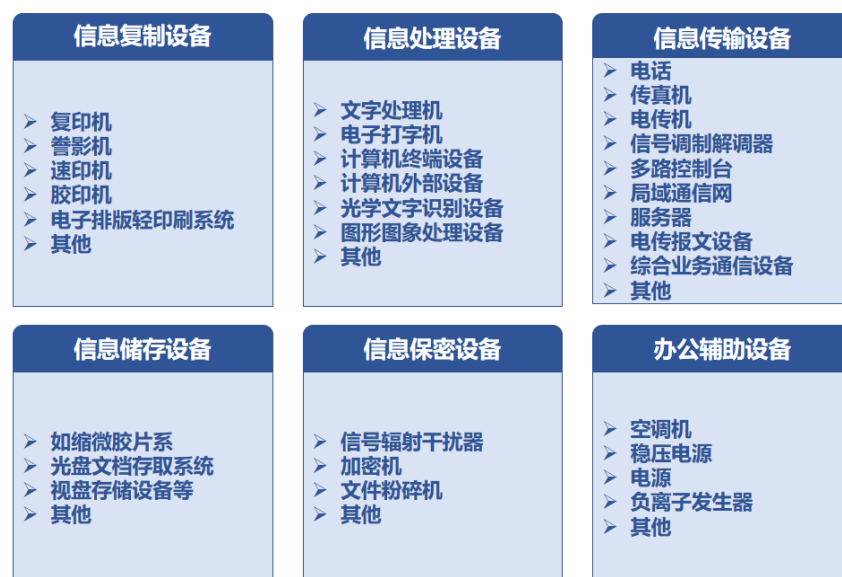 信息复制设备
复印机
誊影机
速印机
胶印机
电子排版轻印刷系统
其他
信息处理设备
文字处理机
电子打字机
计算机终端设备
计算机外部设备
光学文字识别设备
图形图象处理设备
其他
信息传输设备
电话
传真机
电传机
信号调制解调器
多路控制台
局域通信网
服务器
电传报文设备
综合业务通信设备
其他
信息储存设备
如缩微胶片系
光盘文档存取系统
视盘存储设备等
其他
信息保密设备
信号辐射干扰器
加密机
文件粉碎机
其他
办公辅助设备
空调机
稳压电源
电源
负离子发生器
其他